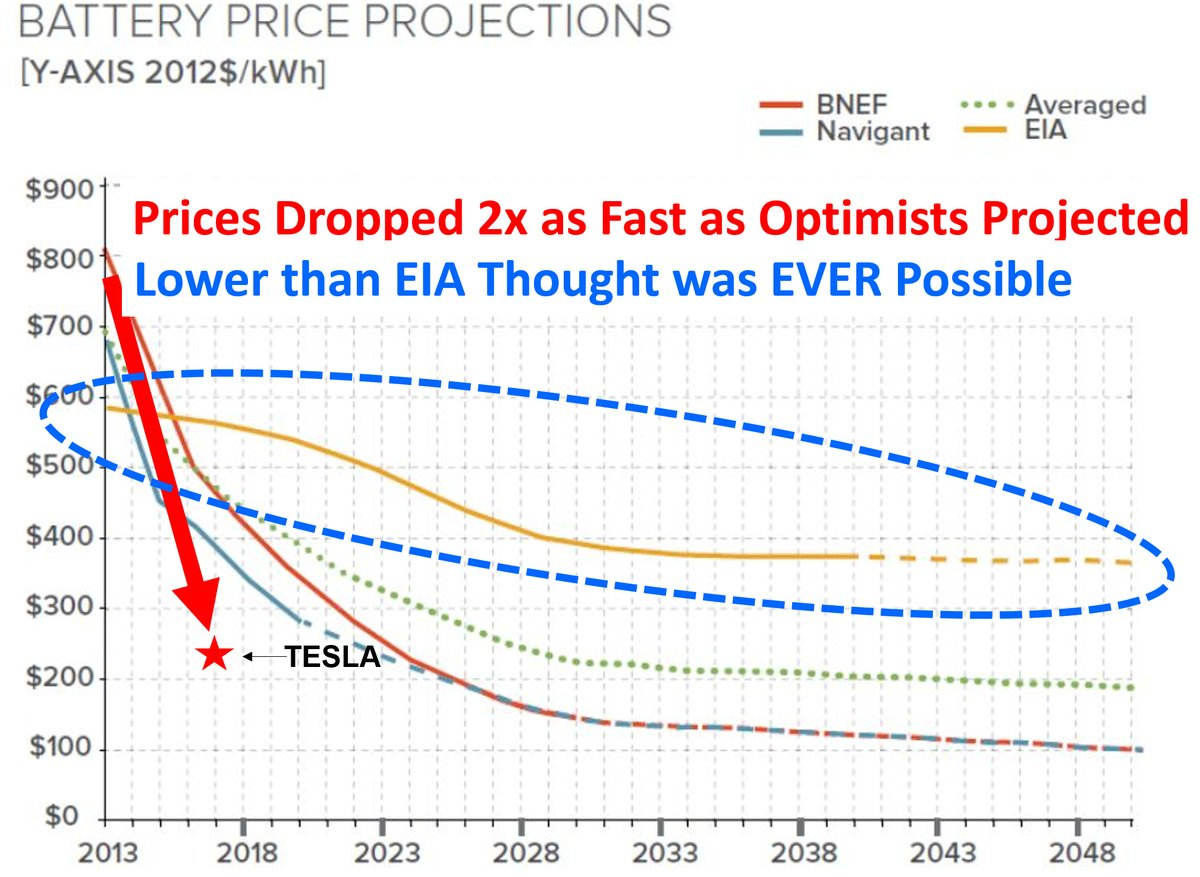 BATTERY PRICE PROJECTIONS
[Y-AXIS 2012$/kWh]
BNEF
Averaged
Navigant
EIA
$900
Prices Dropped 2x as Fast as Optimists Projected
$800
Lower than EIA Thought was EVER Possible
$700
$600
$500
$400
$300
TESLA
$200
$100
$0
2013 2018 2023 2028 2033 2038 2043 2048